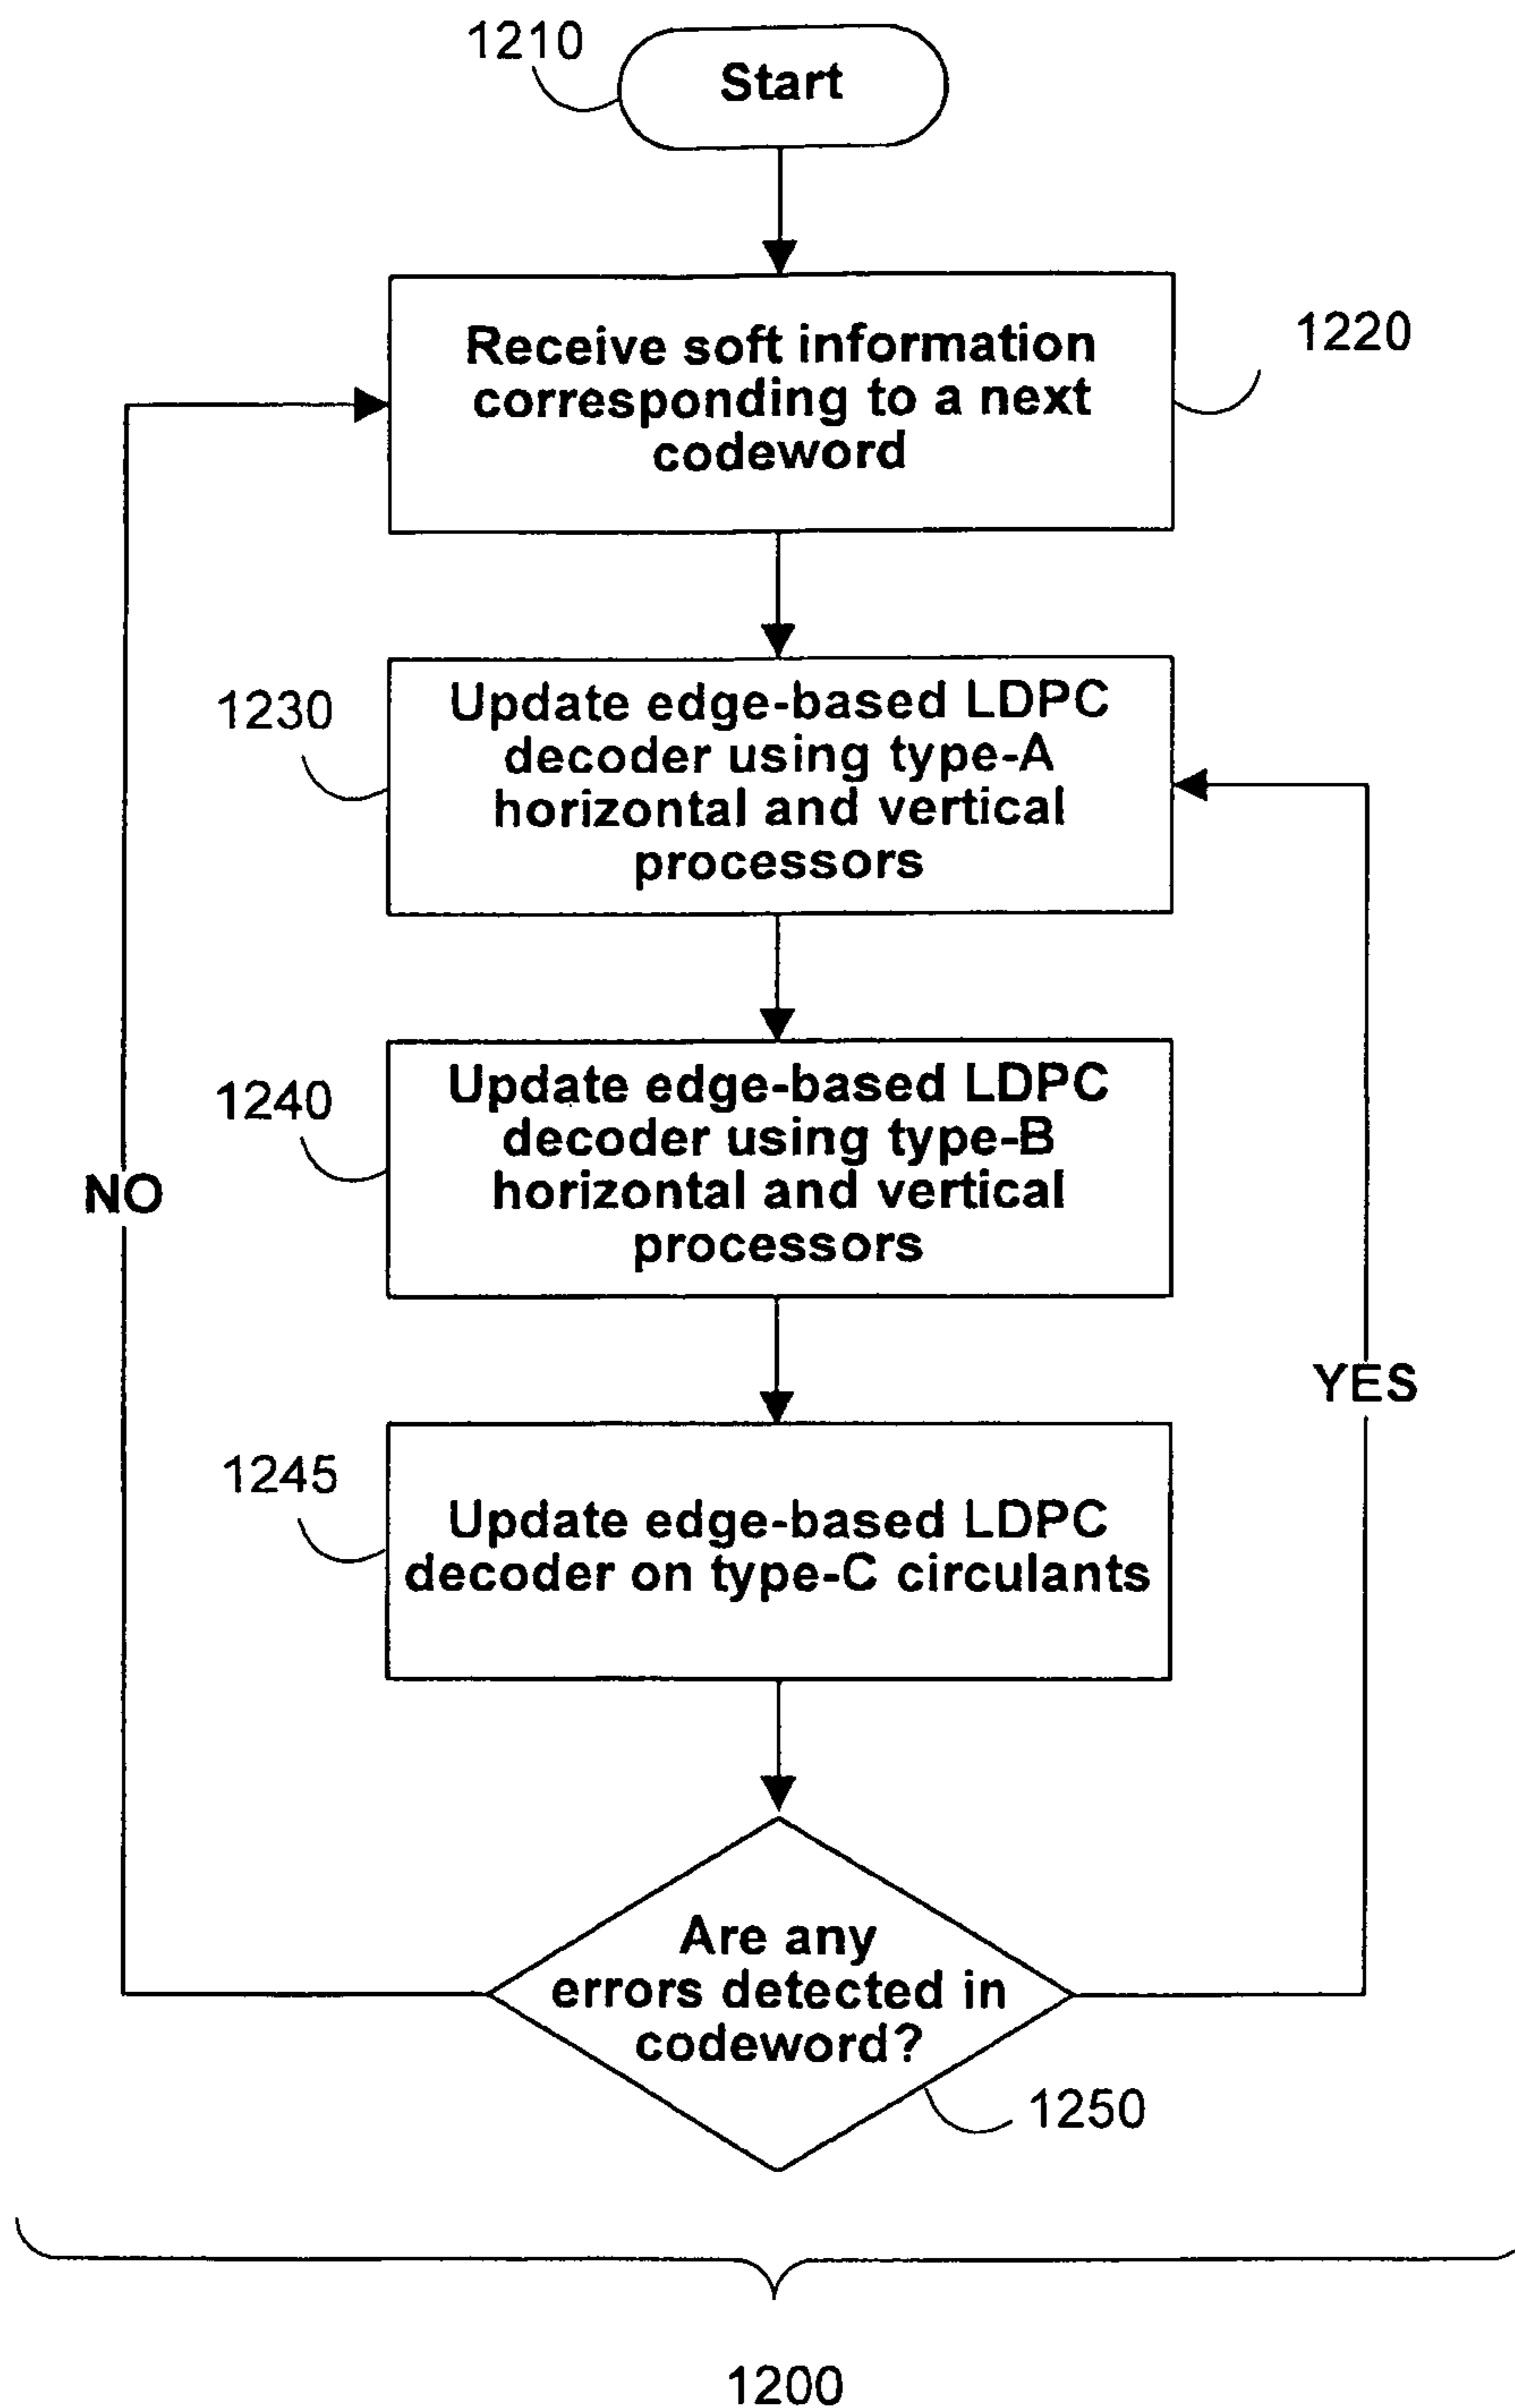 1210
Start
Receive soft information
corresponding to a next
codeword
1220
1230
Update edge-based LDPC
decoder using type-A
horizontal and vertical
processors
1240
Update edge-based LDPC
decoder using type-B
horizontal and vertical
processors
NO
YES
1245
Update edge-based LDPC
decoder on type-C circulants
Are any
errors detected in
codeword?
1250
1200